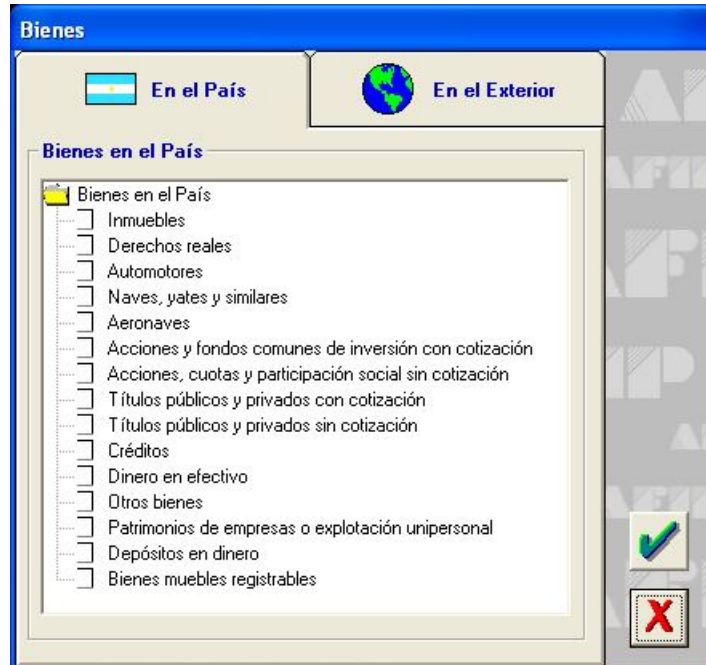 Bienes
En el País
En el Exterior
Bienes en el País
Bienes en el País
Inmuebles
Derechos reales
Automotores
Naves, yates y similares
Aeronaves
Acciones y fondos comunes de inversión con cotización
Acciones, cuotas y participación social sin cotización
Títulos públicos y privados con cotización
Títulos públicos y privados sin cotización
Créditos
Dinero en efectivo
Otros bienes
Patrimonios de empresas o explotación unipersonal
Depósitos en dinero
Bienes muebles registrables